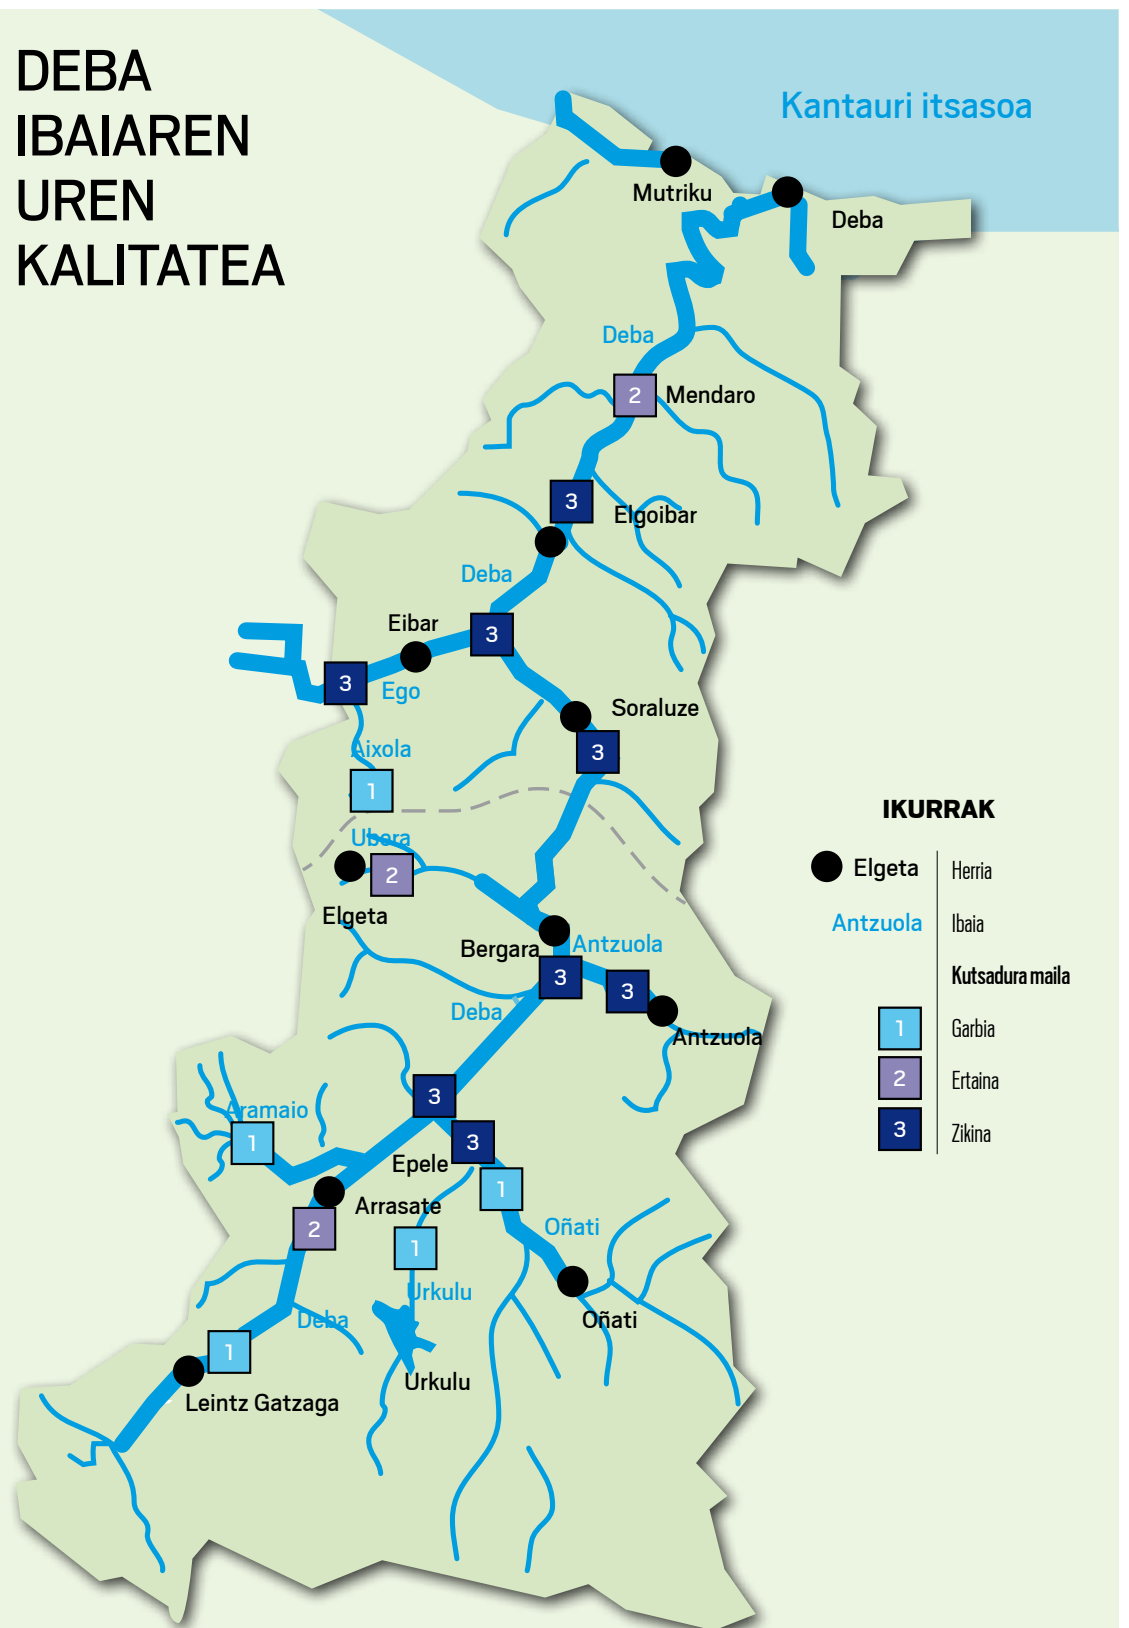 DEBA
IBAIAREN
UREN
KALITATEA
Kantauri itsasoa
Mutriku
Deba
Deba
2
Mendaro
3
Elgoibar
Deba
Eibar
3
3
Ego
Soraluze
3
Aixola
1
Ubera
2
Elgeta
Bergara
Antzuola
3
3
Deba
Antzuola
3
Aramaio
1
3
Epele
1
Arrasate
2
Oñati
1
Urkulu
Deba
Oñati
1
Urkulu
Leintz Gatzaga
IKURRAK
Elgeta Herria
Antzuola Ibaia
Kutsadura maila
1 Garbia
2 Ertaina
3 Zikina